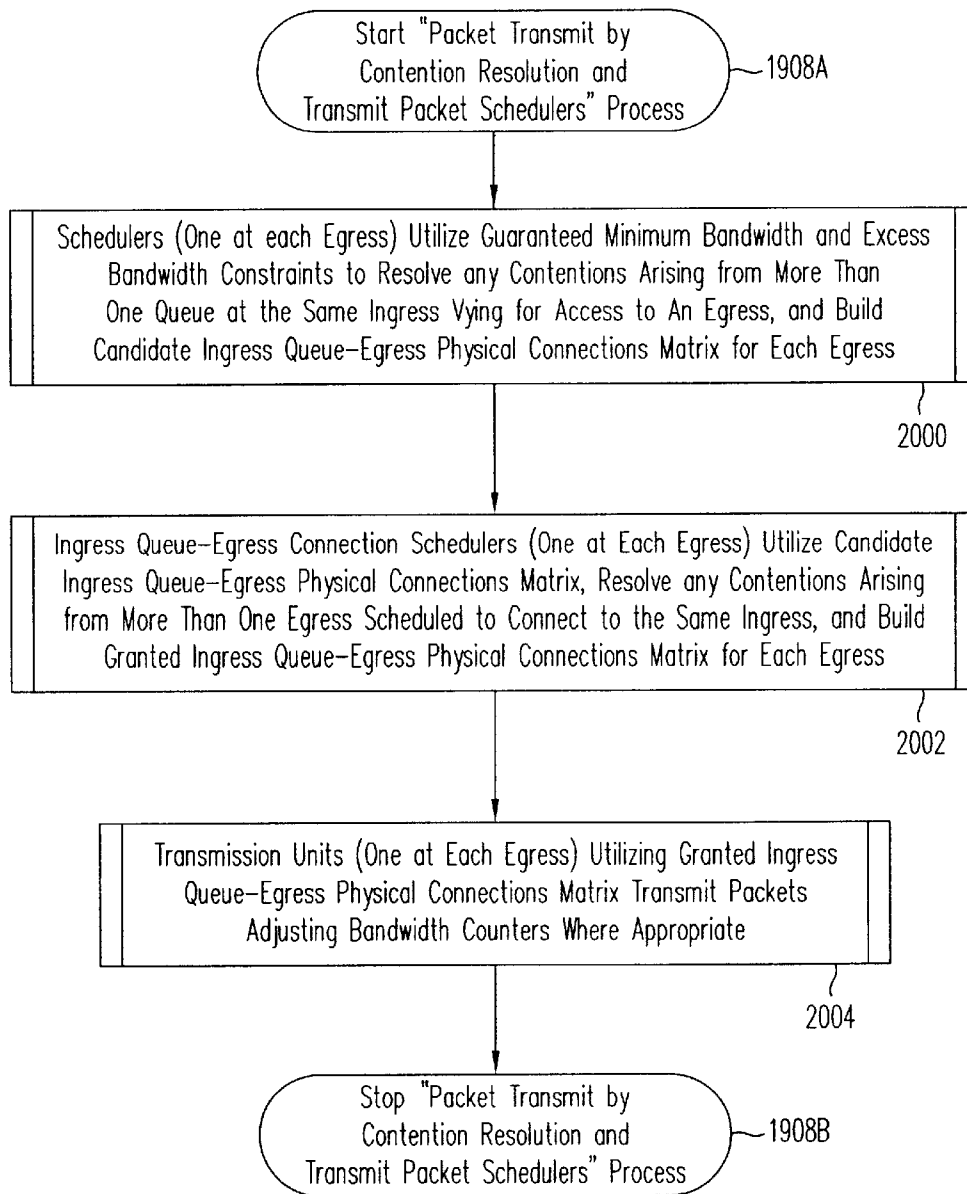 Start "Packet Transmit by
Contention Resolution and
Transmit Packet Schedulers" Process
1908A
Schedulers (One at each Egress) Utilize Guaranteed Minimum Bandwidth and Excess
Bandwidth Constraints to Resolve any Contentions Arising from More Than
One Queue at the Same Ingress Vying for Access to An Egress, and Build
Candidate Ingress Queue-Egress Physical Connections Matrix for Each Egress
2000
Ingress Queue-Egress Connection Schedulers (One at Each Egress) Utilize Candidate
Ingress Queue-Egress Physical Connections Matrix, Resolve any Contentions Arising
from More Than One Egress Scheduled to Connect to the Same Ingress, and Build
Granted Ingress Queue-Egress Physical Connections Matrix for Each Egress
2002
Transmission Units (One at Each Egress) Utilizing Granted Ingress
Queue-Egress Physical Connections Matrix Transmit Packets
Adjusting Bandwidth Counters Where Appropriate
2004
Stop "Packet Transmit by
Contention Resolution and
Transmit Packet Schedulers" Process
1908B